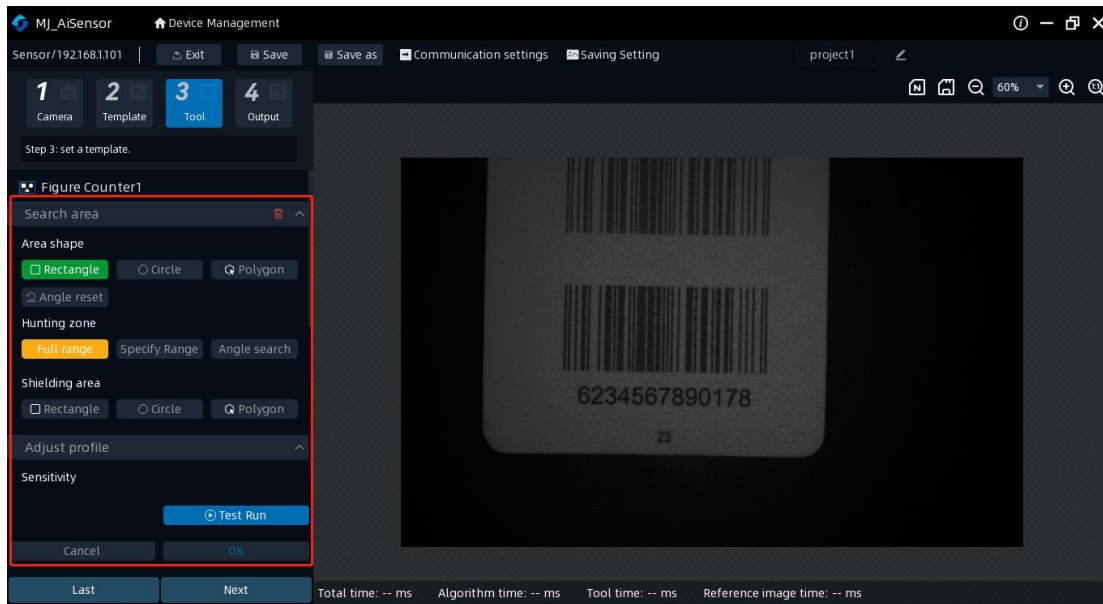 MJ_AiSensor Device Management
Sensor/192.168.1.101 Exit Save Save as Communication settings Saving Setting project1
1 2 3 4
Camera Template Tool Output
60%
Step 3: set a template.
Figure Counter1
Search area
Area shape
Rectangle Circle Polygon
Angle reset
Hunting zone
Full range Specify Range Angle search
Shielding area
Rectangle Circle Polygon
Adjust profile
Sensitivity
Test Run
Cancel OK
Last Next
6234567890178
23
Total time: -- ms Algorithm time: -- ms Tool time: -- ms Reference image time: -- ms